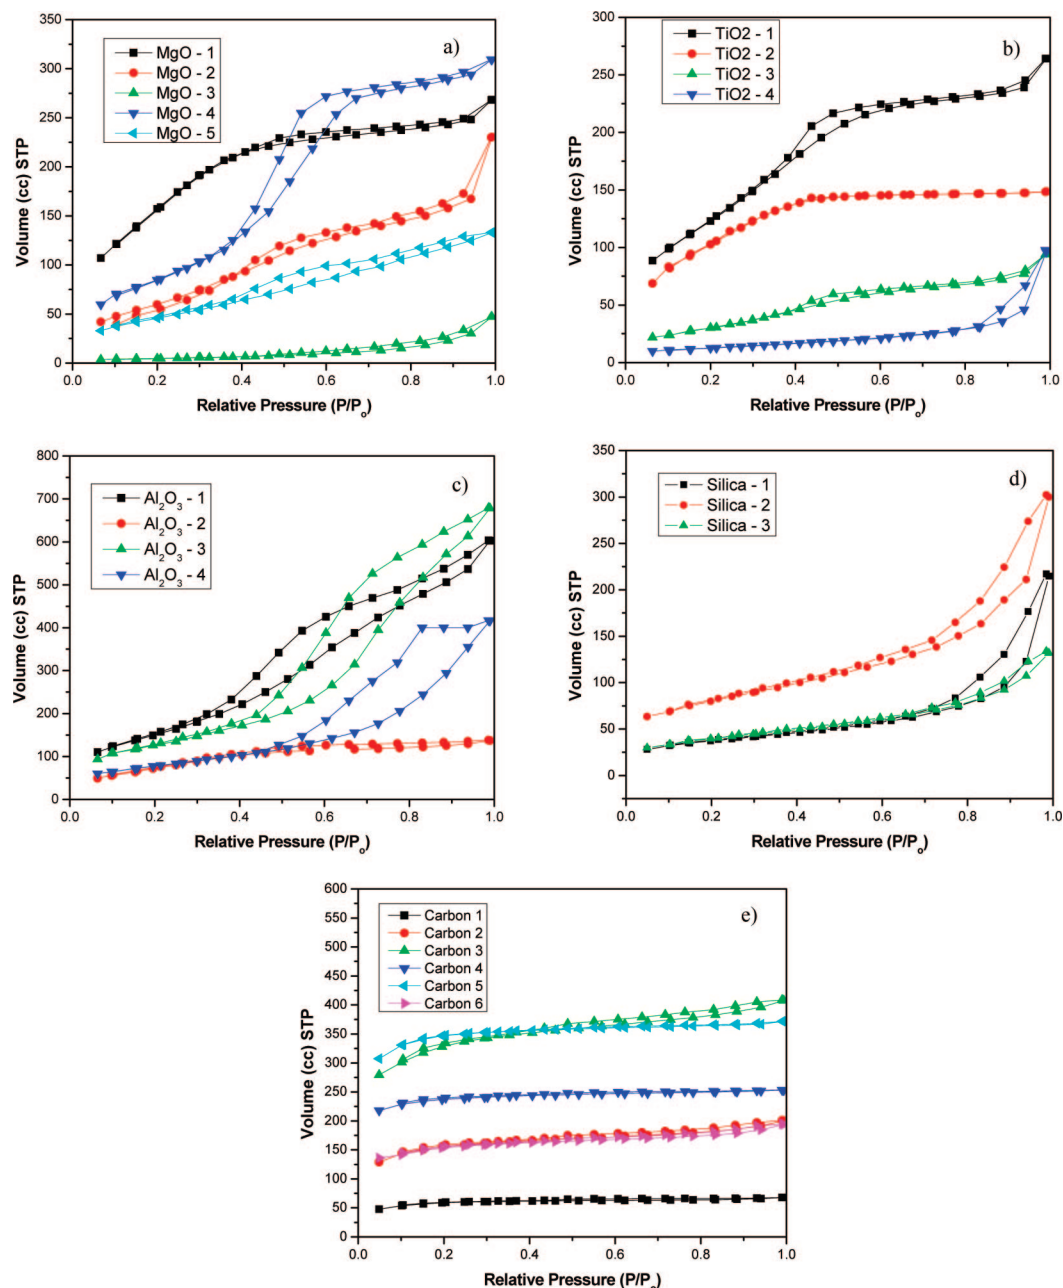 a)
MgO - 1
MgO - 2
MgO - 3
MgO - 4
MgO - 5
350
300
250
200
150
100
50
0
0.0 0.2 0.4 0.6 0.8 1.0
Volume (cc) STP
Relative Pressure (P/Po)
b)
TiO2 - 1
TiO2 - 2
TiO2 - 3
TiO2 - 4
300
250
200
150
100
50
0
0.0 0.2 0.4 0.6 0.8 1.0
Volume (cc) STP
Relative Pressure (P/Po)
c)
Al2O3 - 1
Al2O3 - 2
Al2O3 - 3
Al2O3 - 4
800
700
600
500
400
300
200
100
0
0.0 0.2 0.4 0.6 0.8 1.0
Volume (cc) STP
Relative Pressure (P/Po)
d)
Silica - 1
Silica - 2
Silica - 3
350
300
250
200
150
100
50
0
0.0 0.2 0.4 0.6 0.8 1.0
Volume (cc) STP
Relative Pressure (P/Po)
e)
Carbon 1
Carbon 2
Carbon 3
Carbon 4
Carbon 5
Carbon 6
600
550
500
450
400
350
300
250
200
150
100
50
0
0.0 0.2 0.4 0.6 0.8 1.0
Volume (cc) STP
Relative Pressure (P/Po)